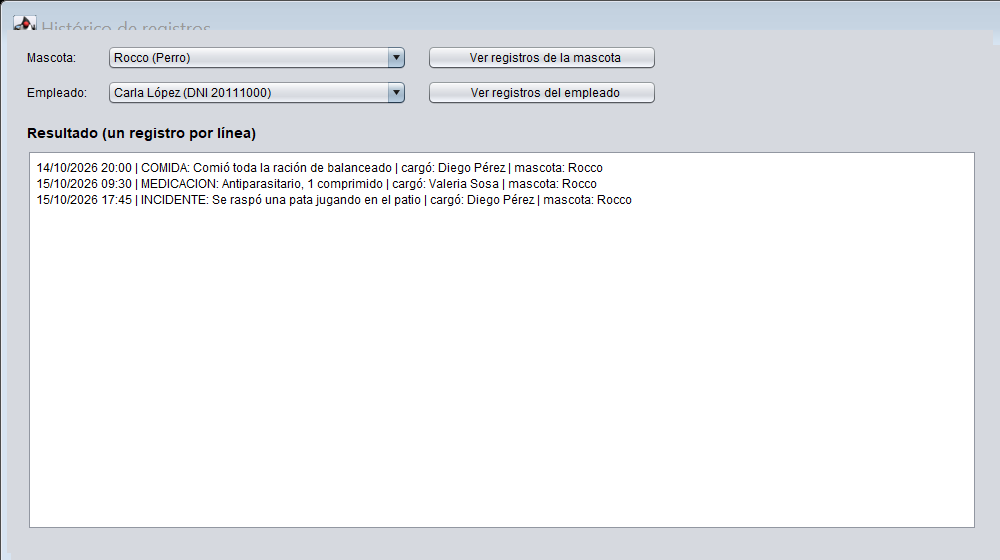 Histórico de registros
Mascota: Rocco (Perro) Ver registros de la mascota
Empleado: Carla López (DNI 20111000) Ver registros del empleado
Resultado (un registro por línea)
14/10/2026 20:00 | COMIDA: Comió toda la ración de balanceado | cargó: Diego Pérez | mascota: Rocco
15/10/2026 09:30 | MEDICACION: Antiparasitario, 1 comprimido | cargó: Valeria Sosa | mascota: Rocco
15/10/2026 17:45 | INCIDENTE: Se raspó una pata jugando en el patio | cargó: Diego Pérez | mascota: Rocco